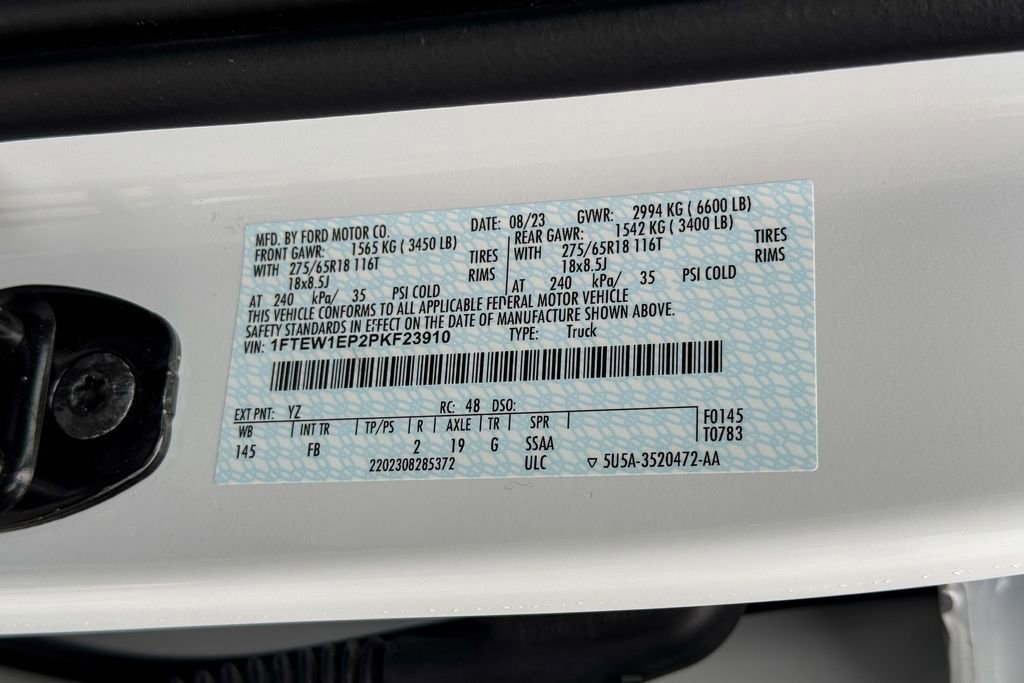 MFD. BY FORD MOTOR CO. DATE: 08/23 GVWR: 2994 KG ( 6600 LB)
FRONT GAWR: 1565 KG ( 3450 LB) REAR GAWR: 1542 KG ( 3400 LB)
WITH 275/65R18 116T TIRES WITH 275/65R18 116T TIRES
18x8.5J RIMS 18x8.5J RIMS
AT 240 kPa/ 35 PSI COLD AT 240 kPa/ 35 PSI COLD
THIS VEHICLE CONFORMS TO ALL APPLICABLE FEDERAL MOTOR VEHICLE
SAFETY STANDARDS IN EFFECT ON THE DATE OF MANUFACTURE SHOWN ABOVE.
VIN: 1FTEW1EP2PKF23910 TYPE: Truck
EXT PNT: YZ RC: 48 DSO:
WB INT TR TP/PS R AXLE TR SPR F0145
145 FB 2 19 G SSAA T0783
2202308285372 ULC ▽ 5U5A-3520472-AA